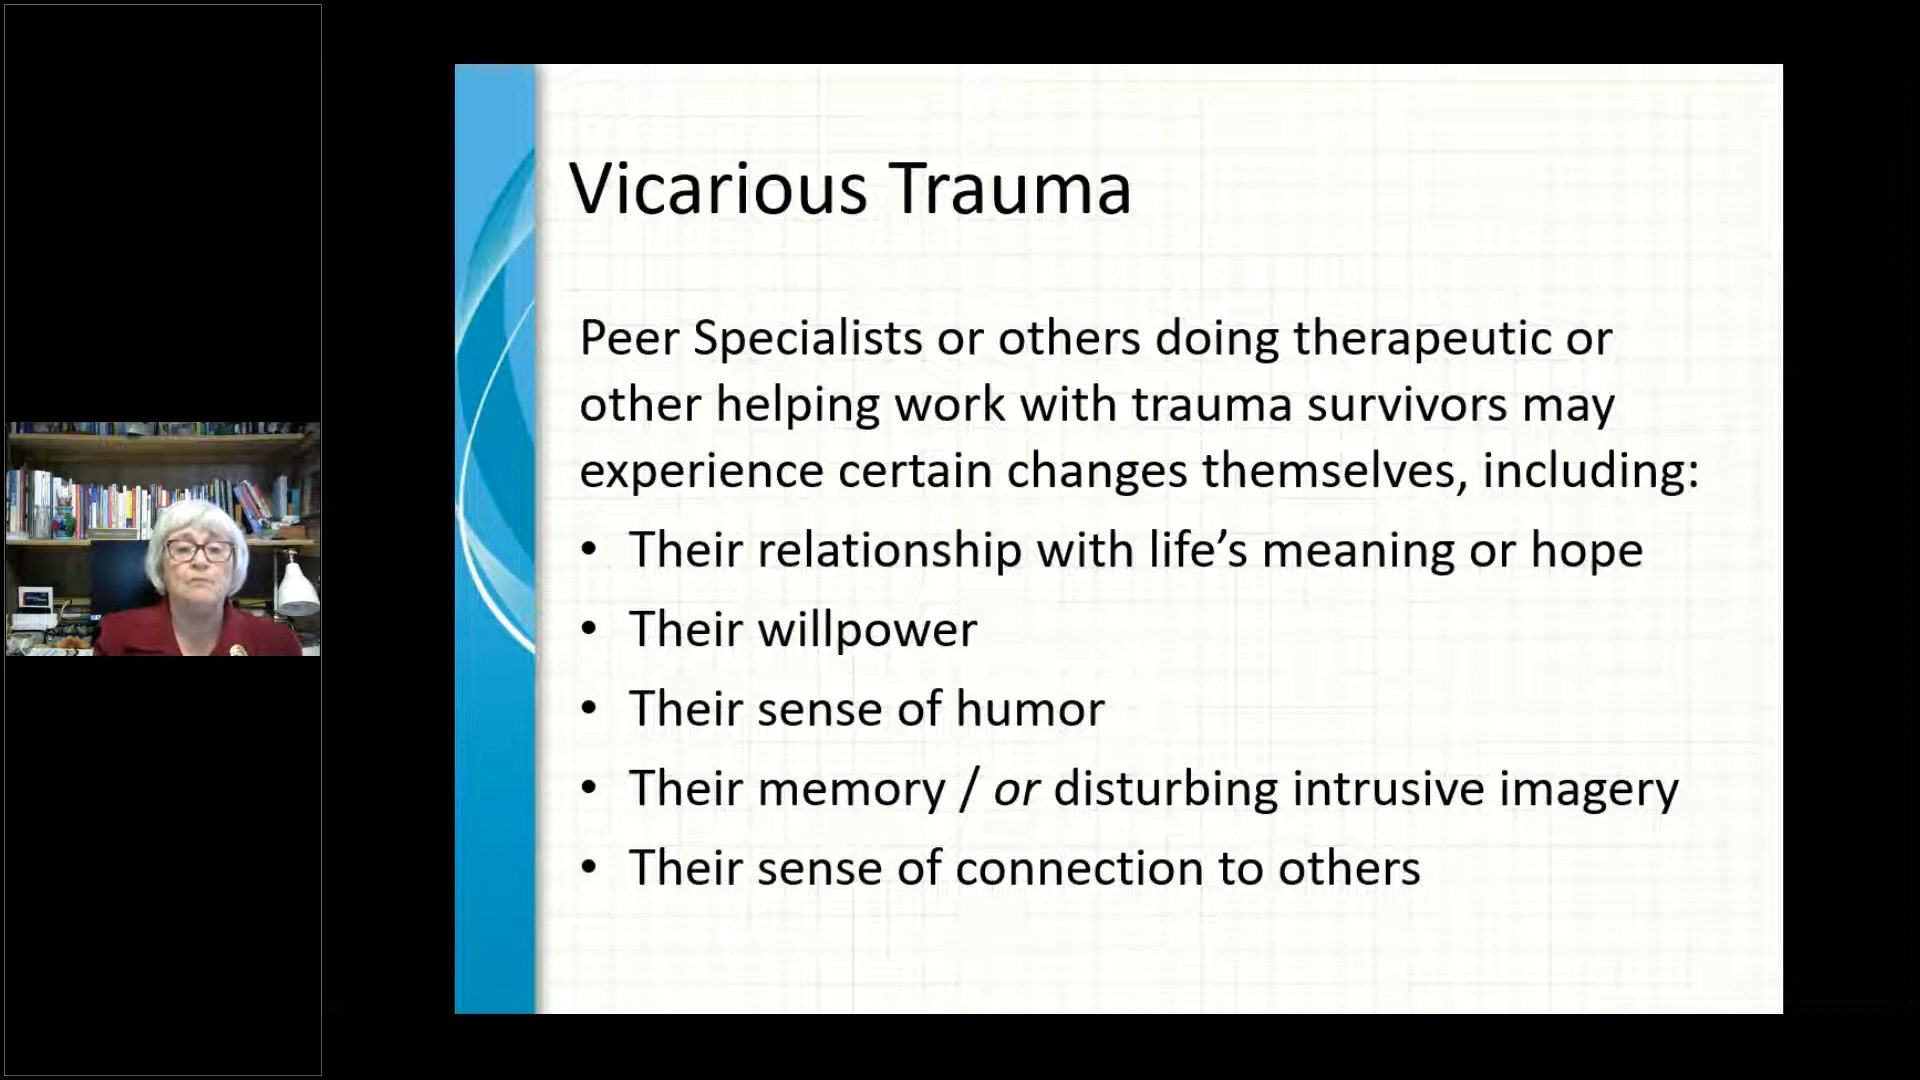 Vicarious Trauma
Peer Specialists or others doing therapeutic or
other helping work with trauma survivors may
experience certain changes themselves, including:
• Their relationship with life’s meaning or hope
• Their willpower
• Their sense of humor
• Their memory / or disturbing intrusive imagery
• Their sense of connection to others